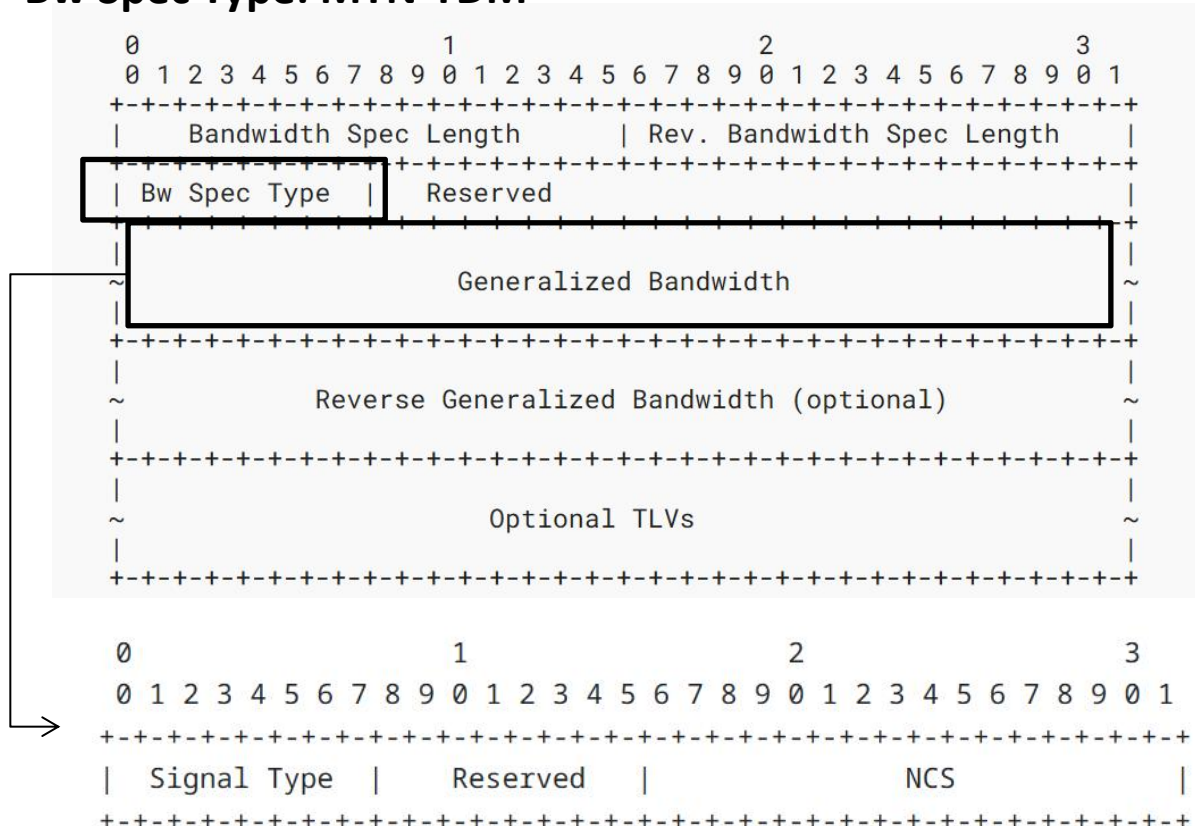 Bw Spec Type: MTN-TDM
0 1 2 3
0 1 2 3 4 5 6 7 8 9 0 1 2 3 4 5 6 7 8 9 0 1 2 3 4 5 6 7 8 9 0 1
+-+-+-+-+-+-+-+-+-+-+-+-+-+-+-+-+-+-+-+-+-+-+-+-+-+-+-+-+-+-+-+-+
| Bandwidth Spec Length | Rev. Bandwidth Spec Length |
+-+-+-+-+-+-+-+-+-+-+-+-+-+-+-+-+-+-+-+-+-+-+-+-+-+-+-+-+-+-+-+-+
| Bw Spec Type | Reserved |
+-+-+-+-+-+-+-+-+-+-+-+-+-+-+-+-+-+-+-+-+-+-+-+-+-+-+-+-+-+-+-+-+
| |
~ Generalized Bandwidth ~
| |
+-+-+-+-+-+-+-+-+-+-+-+-+-+-+-+-+-+-+-+-+-+-+-+-+-+-+-+-+-+-+-+-+
| |
~ Reverse Generalized Bandwidth (optional) ~
| |
+-+-+-+-+-+-+-+-+-+-+-+-+-+-+-+-+-+-+-+-+-+-+-+-+-+-+-+-+-+-+-+-+
| |
~ Optional TLVs ~
| |
+-+-+-+-+-+-+-+-+-+-+-+-+-+-+-+-+-+-+-+-+-+-+-+-+-+-+-+-+-+-+-+-+
0 1 2 3
0 1 2 3 4 5 6 7 8 9 0 1 2 3 4 5 6 7 8 9 0 1 2 3 4 5 6 7 8 9 0 1
+-+-+-+-+-+-+-+-+-+-+-+-+-+-+-+-+-+-+-+-+-+-+-+-+-+-+-+-+-+-+-+-+
| Signal Type | Reserved | NCS |
+-+-+-+-+-+-+-+-+-+-+-+-+-+-+-+-+-+-+-+-+-+-+-+-+-+-+-+-+-+-+-+-+